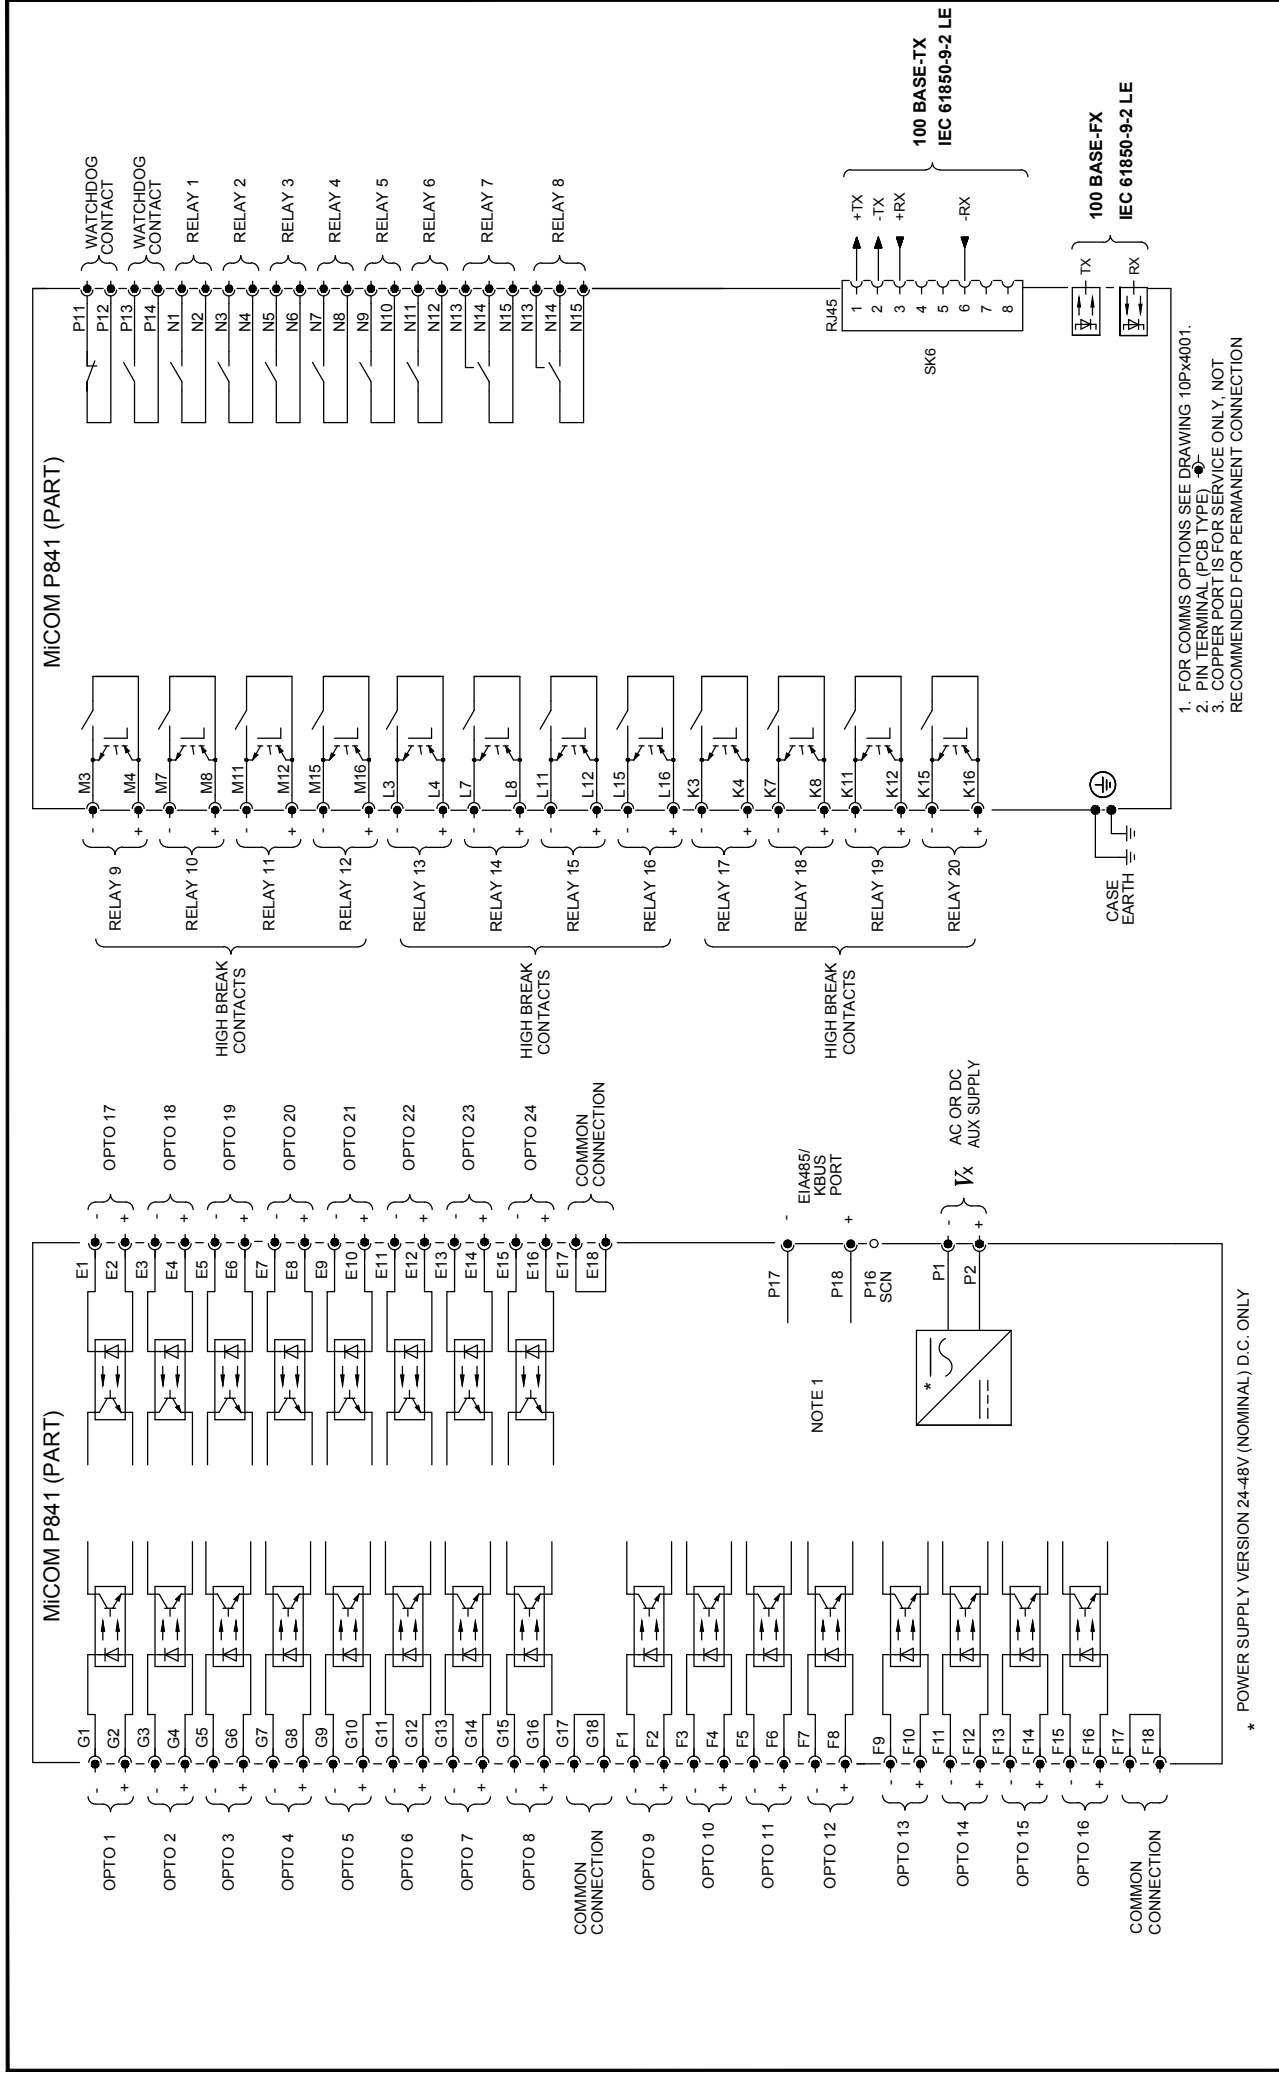 MiCOM P841 (PART)
OPTO 1
-
+
G1
G2
OPTO 2
-
+
G3
G4
OPTO 3
-
+
G5
G6
OPTO 4
-
+
G7
G8
OPTO 5
-
+
G9
G10
OPTO 6
-
+
G11
G12
OPTO 7
-
+
G13
G14
OPTO 8
-
+
G15
G16
COMMON
CONNECTION
G17
G18
OPTO 9
-
+
F1
F2
OPTO 10
-
+
F3
F4
OPTO 11
-
+
F5
F6
OPTO 12
-
+
F7
F8
OPTO 13
-
+
F9
F10
OPTO 14
-
+
F11
F12
OPTO 15
-
+
F13
F14
OPTO 16
-
+
F15
F16
COMMON
CONNECTION
F17
F18
E1
E2
-
+
OPTO 17
E3
E4
-
+
OPTO 18
E5
E6
-
+
OPTO 19
E7
E8
-
+
OPTO 20
E9
E10
-
+
OPTO 21
E11
E12
-
+
OPTO 22
E13
E14
-
+
OPTO 23
E15
E16
-
+
OPTO 24
E17
E18
COMMON
CONNECTION
NOTE 1
P17
P18
P16
SCN
-
+
EIA485/
KBUS
PORT
*
P1
P2
-
+
Vx
AC OR DC
AUX SUPPLY
* POWER SUPPLY VERSION 24-48V (NOMINAL) D.C. ONLY
MiCOM P841 (PART)
HIGH BREAK
CONTACTS
RELAY 9
-
+
M3
M4
RELAY 10
-
+
M7
M8
RELAY 11
-
+
M11
M12
RELAY 12
-
+
M15
M16
HIGH BREAK
CONTACTS
RELAY 13
-
+
L3
L4
RELAY 14
-
+
L7
L8
RELAY 15
-
+
L11
L12
RELAY 16
-
+
L15
L16
HIGH BREAK
CONTACTS
RELAY 17
-
+
K3
K4
RELAY 18
-
+
K7
K8
RELAY 19
-
+
K11
K12
RELAY 20
-
+
K15
K16
CASE
EARTH
P11
P12
WATCHDOG
CONTACT
P13
P14
WATCHDOG
CONTACT
N1
N2
RELAY 1
N3
N4
RELAY 2
N5
N6
RELAY 3
N7
N8
RELAY 4
N9
N10
RELAY 5
N11
N12
RELAY 6
N13
N14
N15
RELAY 7
N13
N14
N15
RELAY 8
RJ45
SK6
1
2
3
4
5
6
7
8
+TX
-TX
+RX
-RX
100 BASE-TX
IEC 61850-9-2 LE
TX
RX
100 BASE-FX
IEC 61850-9-2 LE
1. FOR COMMS OPTIONS SEE DRAWING 10Px4001.
2. PIN TERMINAL (PCB TYPE)
3. COPPER PORT IS FOR SERVICE ONLY, NOT
RECOMMENDED FOR PERMANENT CONNECTION